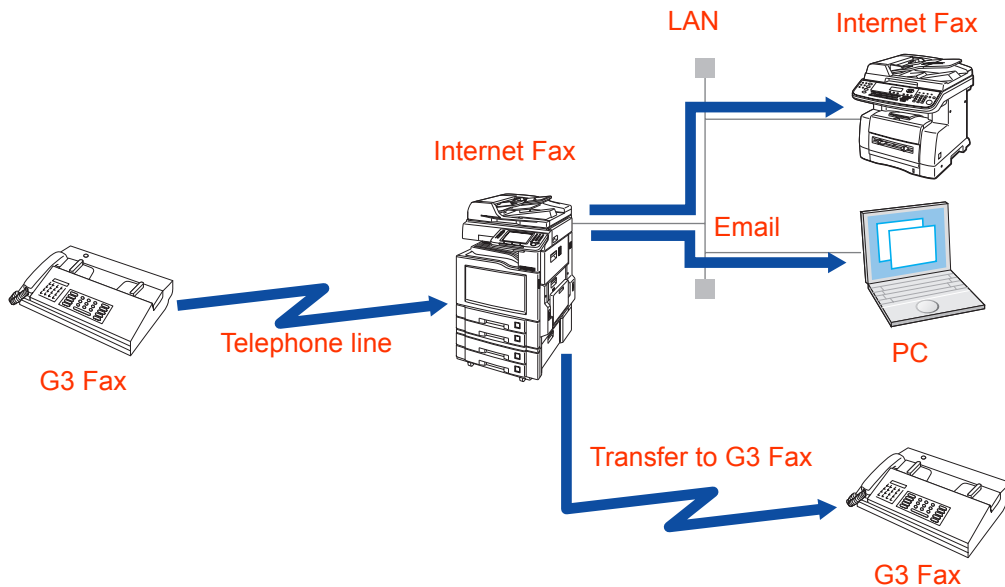 LAN
Internet Fax
Internet Fax
Email
Telephone line
G3 Fax
PC
Transfer to G3 Fax
G3 Fax